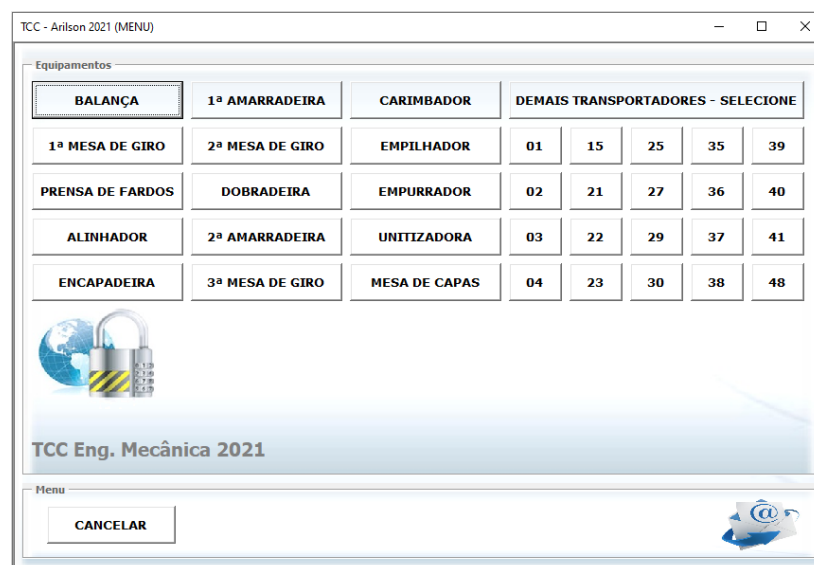 TCC - Arilson 2021 (MENU)
Equipamentos
BALANÇA 1ª AMARRADEIRA CARIMBADOR DEMAIS TRANSPORTADORES - SELECIONE
1ª MESA DE GIRO 2ª MESA DE GIRO EMPILHADOR 01 15 25 35 39
PRENSA DE FARDOS DOBRADEIRA EMPURRADOR 02 21 27 36 40
ALINHADOR 2ª AMARRADEIRA UNITIZADORA 03 22 29 37 41
ENCAPADEIRA 3ª MESA DE GIRO MESA DE CAPAS 04 23 30 38 48
TCC Eng. Mecânica 2021
Menu
CANCELAR
@